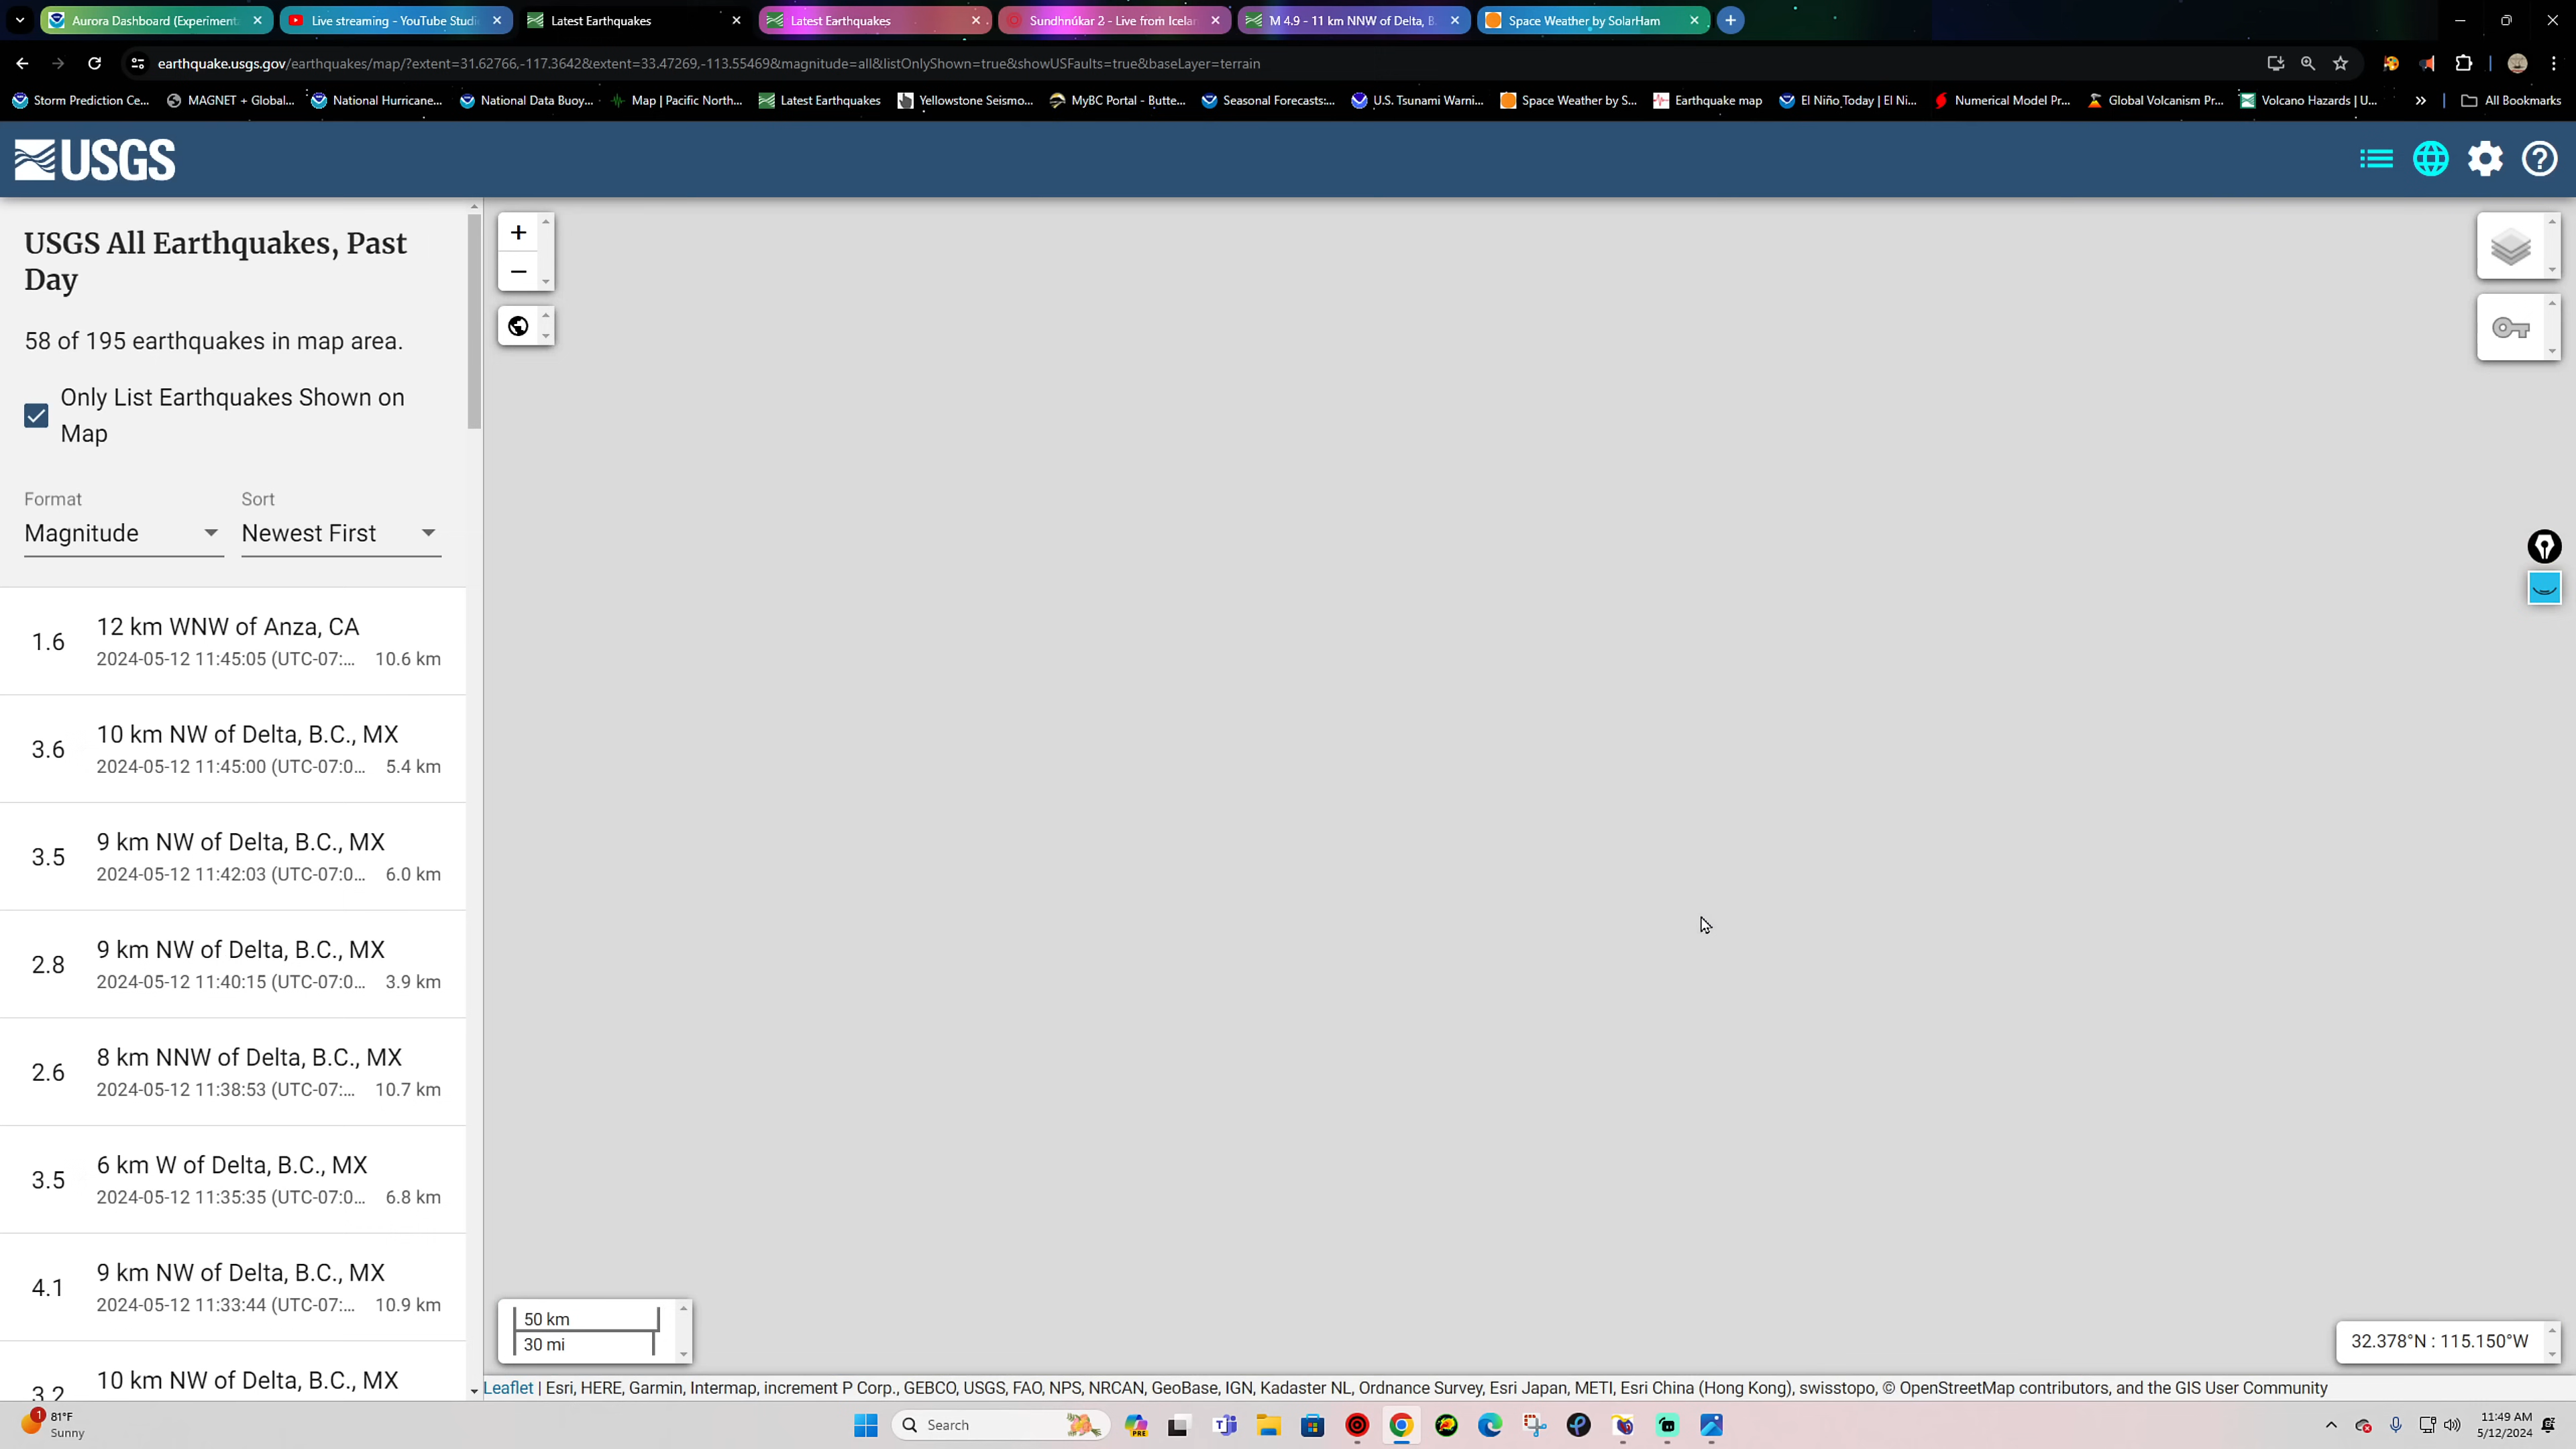 Aurora Dashboard (Experiment
Live streaming - YouTube Studi
Latest Earthquakes
Latest Earthquakes
Sundhnúkar 2 - Live from Icelan
M 4.9 - 11 km NNW of Delta, B.
Space Weather by SolarHam
earthquake.usgs.gov/earthquakes/map/?extent=31.62766,-117.3642&extent=33.47269,-113.55469&magnitude=all&listOnlyShown=true&showUSFaults=true&baseLayer=terrain
Storm Prediction Ce...
MAGNET + Global...
National Hurricane...
National Data Buoy...
Map | Pacific North...
Latest Earthquakes
Yellowstone Seismo...
MyBC Portal - Butte...
Seasonal Forecasts:...
U.S. Tsunami Warni...
Space Weather by S...
Earthquake map
El Niño Today | El Ni...
Numerical Model Pr...
Global Volcanism Pr...
Volcano Hazards | U...
All Bookmarks
USGS
USGS All Earthquakes, Past
Day
58 of 195 earthquakes in map area.
Only List Earthquakes Shown on
Map
Format
Sort
Magnitude
Newest First
1.6
12 km WNW of Anza, CA
2024-05-12 11:45:05 (UTC-07:... 10.6 km
3.6
10 km NW of Delta, B.C., MX
2024-05-12 11:45:00 (UTC-07:0... 5.4 km
3.5
9 km NW of Delta, B.C., MX
2024-05-12 11:42:03 (UTC-07:0... 6.0 km
2.8
9 km NW of Delta, B.C., MX
2024-05-12 11:40:15 (UTC-07:0... 3.9 km
2.6
8 km NNW of Delta, B.C., MX
2024-05-12 11:38:53 (UTC-07:... 10.7 km
3.5
6 km W of Delta, B.C., MX
2024-05-12 11:35:35 (UTC-07:0... 6.8 km
4.1
9 km NW of Delta, B.C., MX
2024-05-12 11:33:44 (UTC-07:... 10.9 km
3.2
10 km NW of Delta, B.C., MX
50 km
30 mi
32.378°N : 115.150°W
Leaflet | Esri, HERE, Garmin, Intermap, increment P Corp., GEBCO, USGS, FAO, NPS, NRCAN, GeoBase, IGN, Kadaster NL, Ordnance Survey, Esri Japan, METI, Esri China (Hong Kong), swisstopo, © OpenStreetMap contributors, and the GIS User Community
1
81°F
Sunny
Search
PRE
11:49 AM
5/12/2024